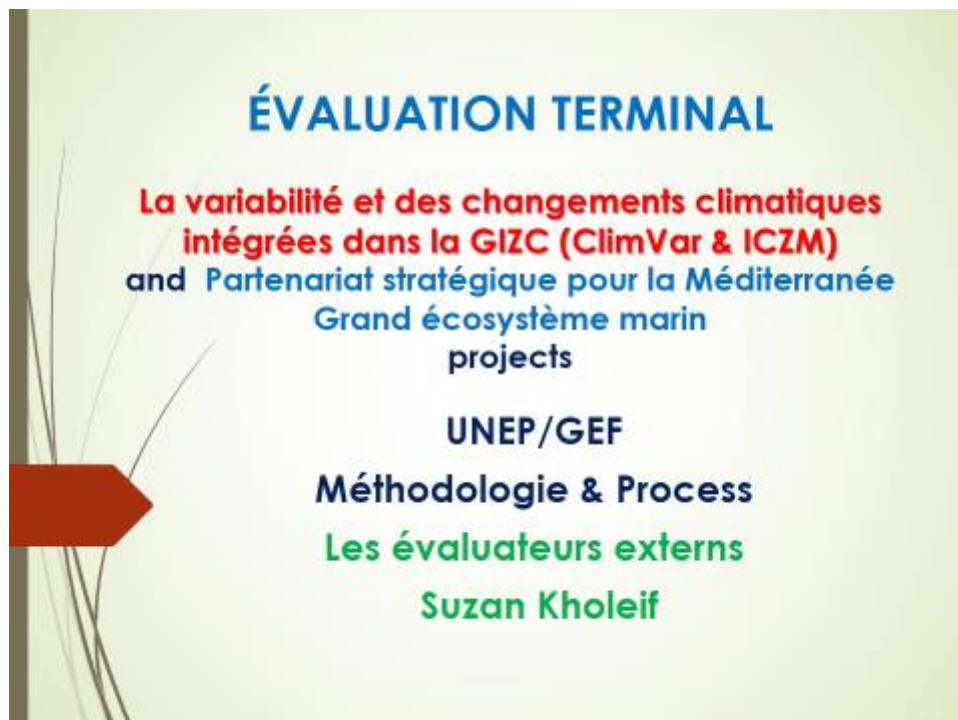 ÉVALUATION TERMINAL
La variabilité et des changements climatiques
intégrées dans la GIZC (ClimVar & ICZM)
and Partenariat stratégique pour la Méditerranée
Grand écosystème marin
projects
UNEP/GEF
Méthodologie & Process
Les évaluateurs externs
Suzan Kholeif